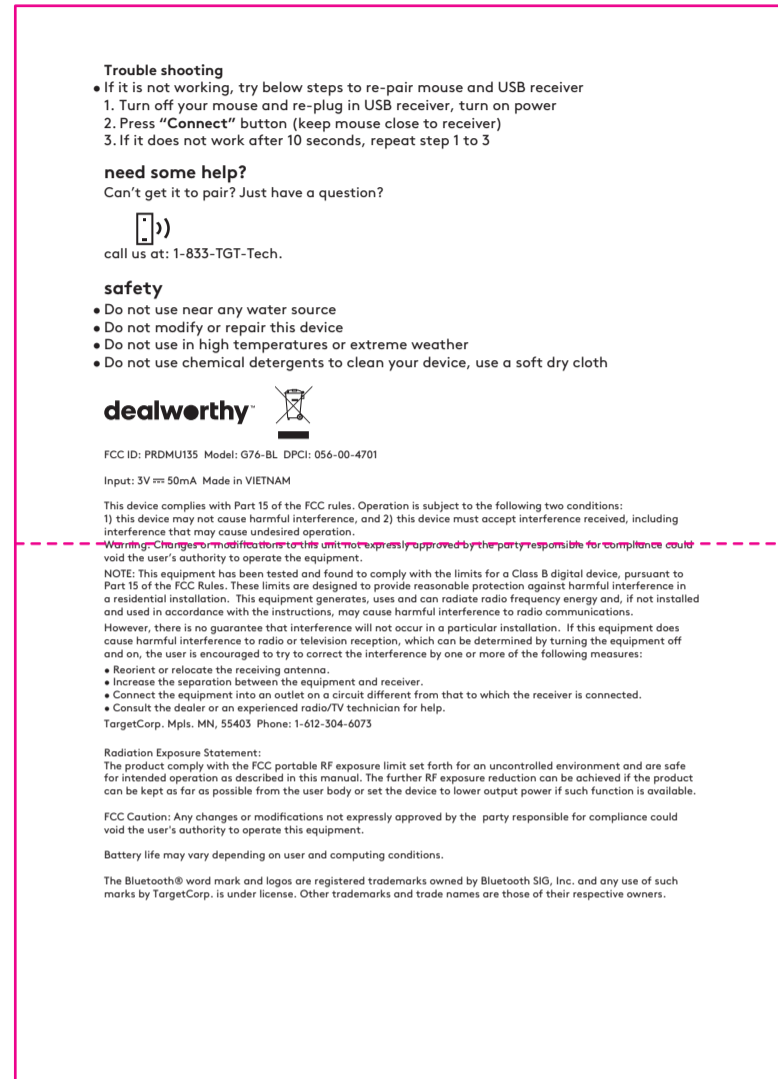 Trouble shooting
● If it is not working, try below steps to re-pair mouse and USB receiver
1. Turn off your mouse and re-plug in USB receiver, turn on power
2. Press “Connect” button (keep mouse close to receiver)
3. If it does not work after 10 seconds, repeat step 1 to 3
need some help?
Can’t get it to pair? Just have a question?
call us at: 1-833-TGT-Tech.
safety
● Do not use near any water source
● Do not modify or repair this device
● Do not use in high temperatures or extreme weather
● Do not use chemical detergents to clean your device, use a soft dry cloth
dealworthy™
FCC ID: PRDMU135 Model: G76-BL DPCI: 056-00-4701
Input: 3V ⎓ 50mA Made in VIETNAM
This device complies with Part 15 of the FCC rules. Operation is subject to the following two conditions:
1) this device may not cause harmful interference, and 2) this device must accept interference received, including
interference that may cause undesired operation.
Warning: Changes or modifications to this unit not expressly approved by the party responsible for compliance could
void the user’s authority to operate the equipment.
NOTE: This equipment has been tested and found to comply with the limits for a Class B digital device, pursuant to
Part 15 of the FCC Rules. These limits are designed to provide reasonable protection against harmful interference in
a residential installation. This equipment generates, uses and can radiate radio frequency energy and, if not installed
and used in accordance with the instructions, may cause harmful interference to radio communications.
However, there is no guarantee that interference will not occur in a particular installation. If this equipment does
cause harmful interference to radio or television reception, which can be determined by turning the equipment off
and on, the user is encouraged to try to correct the interference by one or more of the following measures:
● Reorient or relocate the receiving antenna.
● Increase the separation between the equipment and receiver.
● Connect the equipment into an outlet on a circuit different from that to which the receiver is connected.
● Consult the dealer or an experienced radio/TV technician for help.
TargetCorp. Mpls. MN, 55403 Phone: 1-612-304-6073
Radiation Exposure Statement:
The product comply with the FCC portable RF exposure limit set forth for an uncontrolled environment and are safe
for intended operation as described in this manual. The further RF exposure reduction can be achieved if the product
can be kept as far as possible from the user body or set the device to lower output power if such function is available.
FCC Caution: Any changes or modifications not expressly approved by the party responsible for compliance could
void the user's authority to operate this equipment.
Battery life may vary depending on user and computing conditions.
The Bluetooth® word mark and logos are registered trademarks owned by Bluetooth SIG, Inc. and any use of such
marks by TargetCorp. is under license. Other trademarks and trade names are those of their respective owners.